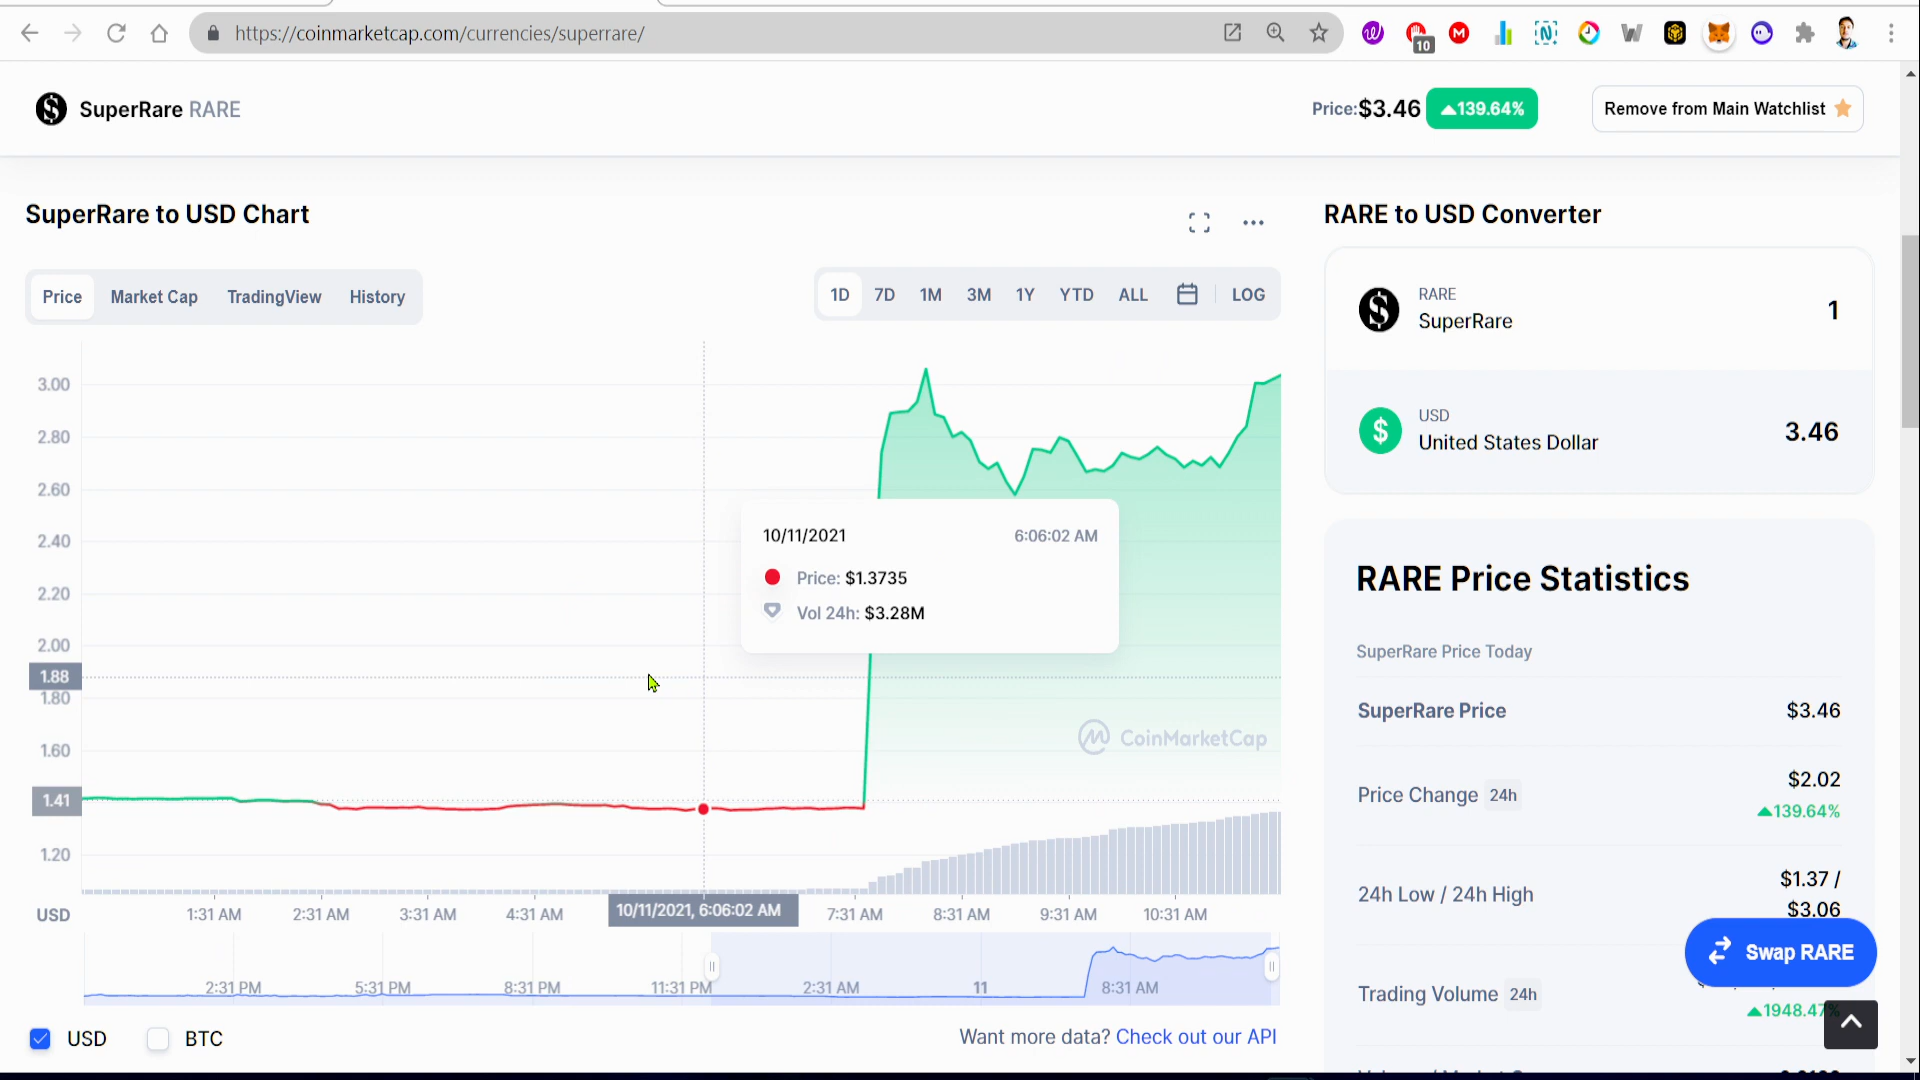 https://coinmarketcap.com/currencies/superrare/
10
SuperRare RARE
Price:$3.46 ▲139.64%
Remove from Main Watchlist
SuperRare to USD Chart
Price Market Cap TradingView History
1D 7D 1M 3M 1Y YTD ALL LOG
3.00
2.80
2.60
2.40
2.20
2.00
1.88
1.80
1.60
1.41
1.20
10/11/2021 6:06:02 AM
Price: $1.3735
Vol 24h: $3.28M
CoinMarketCap
USD 1:31 AM 2:31 AM 3:31 AM 4:31 AM 10/11/2021, 6:06:02 AM 7:31 AM 8:31 AM 9:31 AM 10:31 AM
2:31 PM 5:31 PM 8:31 PM 11:31 PM 2:31 AM 11 8:31 AM
USD BTC
Want more data? Check out our API
RARE to USD Converter
RARE
SuperRare
1
USD
United States Dollar
3.46
RARE Price Statistics
SuperRare Price Today
SuperRare Price $3.46
Price Change 24h
$2.02
▲139.64%
24h Low / 24h High
$1.37 /
$3.06
Swap RARE
Trading Volume 24h
▲1948.47%